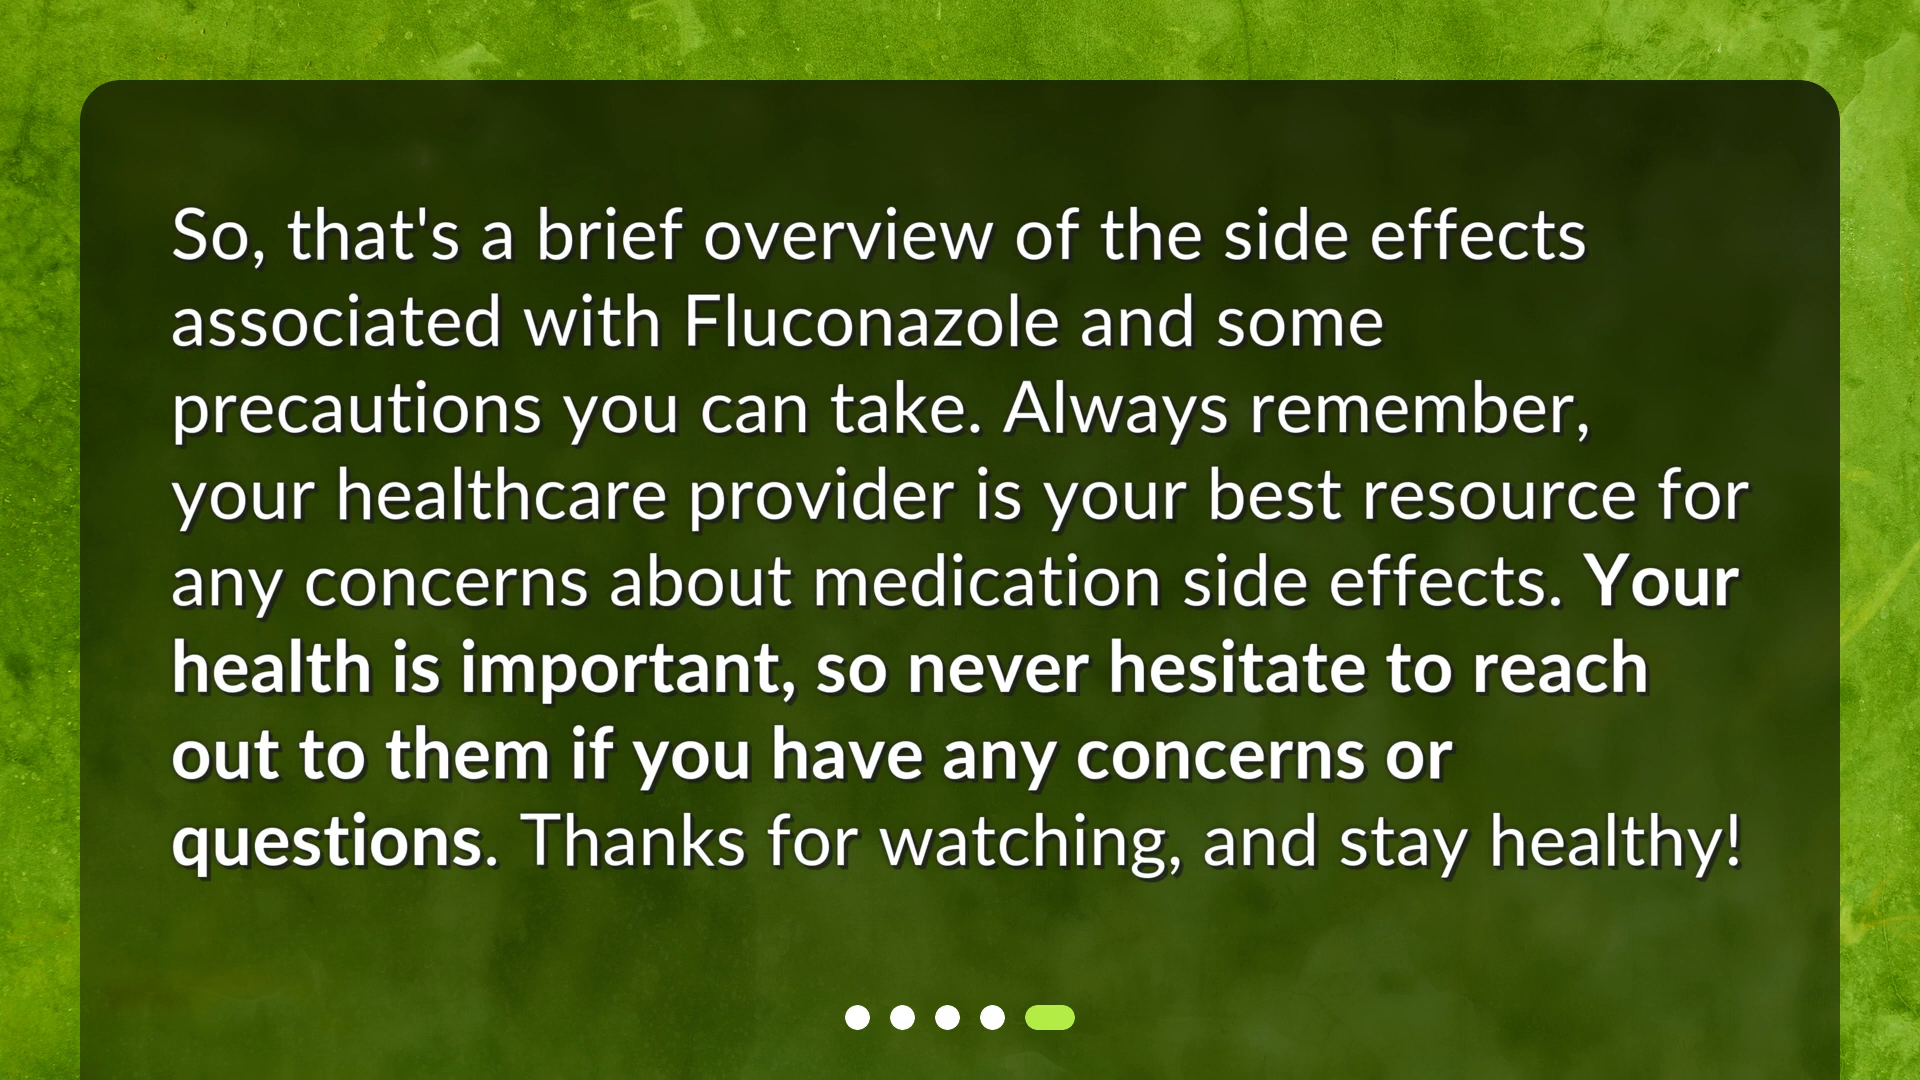 So, that's a brief overview of the side effects
associated with Fluconazole and some
precautions you can take. Always remember,
your healthcare provider is your best resource for
any concerns about medication side effects. Your
health is important, so never hesitate to reach
out to them if you have any concerns or
questions. Thanks for watching, and stay healthy!